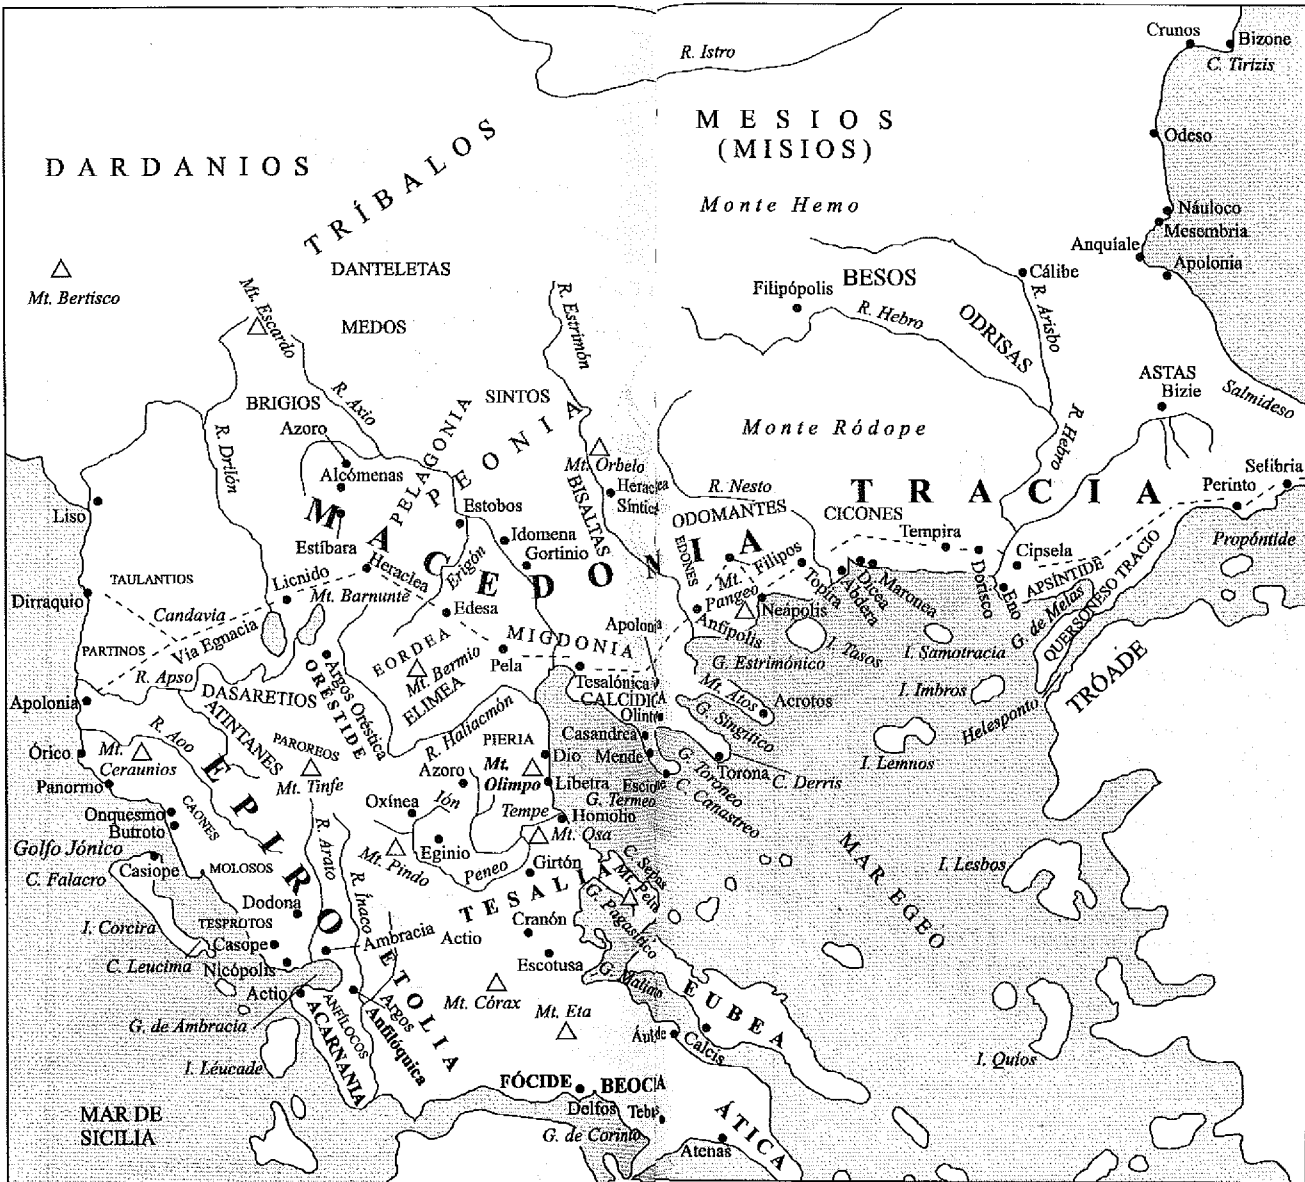 Crunos
Bizone
C. Tirizis
R. Istro
MESIOS
(MISIOS)
Odeso
DARDANIOS
TRÍBALOS
Monte Hemo
Náuloco
Mesembria
Anquíale
Apolonia
DANTELETAS
Mt. Bertisco
Mt. Escardo
MEDOS
R. Estrimón
BESOS
Cálibe
Filipópolis
R. Hebro
R. Arisbo
ODRISAS
ASTAS
Bizie
Salmideso
BRIGIOS
R. Axio
SINTOS
Azoro
R. Drilón
PELAGONIA
PEONIA
Monte Ródope
R. Hebro
Mt. Orbelo
Alcómenas
Heraclea
Síntica
BISALTAS
R. Nesto
TRACIA
Selibria
Perinto
Liso
MACEDONIA
Estobos
ODOMANTES
CICONES
Tempira
Estíbara
Idomena
Gortinio
EDONES
Cipsela
Propóntide
TAULANTIOS
Licnido
Heraclea
Erigón
Mt. Pangeo
Filipos
Topira
Abdera
Dicea
Maronea
Dorisco
Eno
APSÍNTIDE
G. de Melas
QUERSONESO TRACIO
Dirraquio
Candavia
Mt. Barnunte
Edesa
Neápolis
Anfípolis
Apolonia
Vía Egnacia
MIGDONIA
PARTINOS
EORDEA
Mt. Bermio
Pela
I. Tasos
I. Samotracia
G. Estrimónico
R. Apso
DASARETIOS
Argos Oréstica
ORÉSTIDE
ELIMEA
Tesalónica
CALCÍDICA
Olinto
Mt. Atos
Acrotos
I. Imbros
TRÓADE
Helesponto
Apolonia
ATINTANES
R. Aoo
PAROREOS
R. Haliacmón
PIERIA
Casandrea
G. Singítico
Órico
Mt. Ceraunios
EPIRO
Mt. Tinfe
Azoro
Mt. Olimpo
Dio
Mende
G. Toroneo
Torona
C. Derris
I. Lemnos
Panormo
Libetra
Escione
C. Canastreo
Oxínea
Ión
Tempe
G. Termeo
Onquesmo
Butroto
CAONES
Homolio
Mt. Osa
Golfo Jónico
Mt. Pindo
Eginio
Peneo
Girtón
MAR EGEO
I. Lesbos
C. Falacro
Casíope
MOLOSOS
R. Arato
R. Ínaco
TESALIA
C. Sepias
Mt. Pelio
G. Pagasítico
Dodona
I. Corcira
TESPROTOS
Casope
Ambracia
Actio
Cranón
C. Leucima
Nicópolis
Escotusa
G. Malíaco
Actio
ETOLIA
Mt. Córax
EUBEA
G. de Ambracia
ANFÍLOCOS
ACARNANIA
Argos
Anfilóquica
Mt. Eta
Áulide
Calcis
I. Léucade
I. Quíos
FÓCIDE
BEOCIA
MAR DE
SICILIA
Delfos
Tebas
ÁTICA
G. de Corinto
Atenas